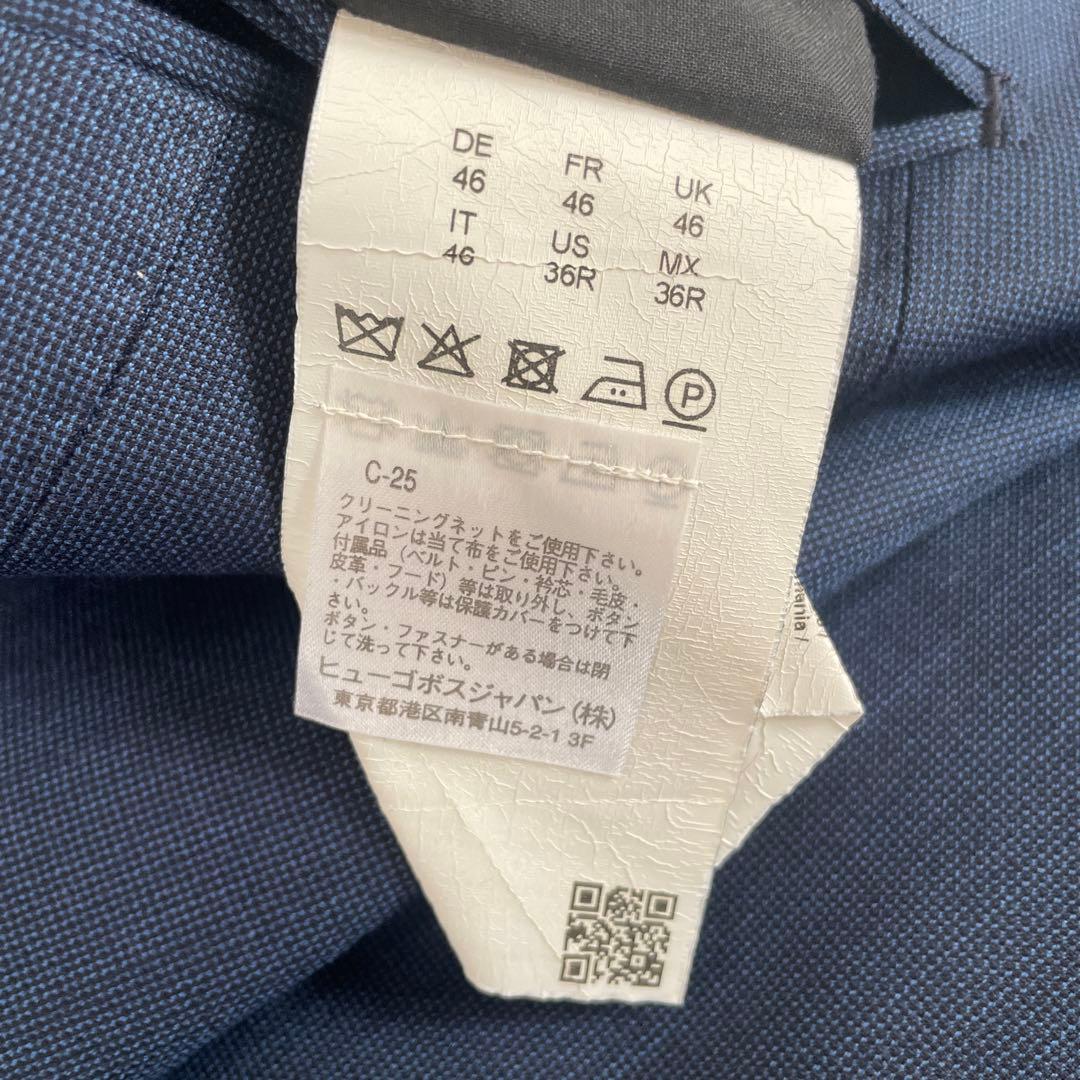 DE FR UK
46 46 46
IT US MX
46 36R 36R
P
C-25
クリーニングネットをご使用下さい。
アイロンは当て布をご使用下さい。
付属品（ベルト・ピン・衿芯・毛皮・
皮革・フード）等は取り外し、ボタン
・バックル等は保護カバーをつけて下
さい。
ボタン・ファスナーがある場合は閉
じて洗って下さい。
ヒューゴボスジャパン（株）
東京都港区南青山5-2-1 3F